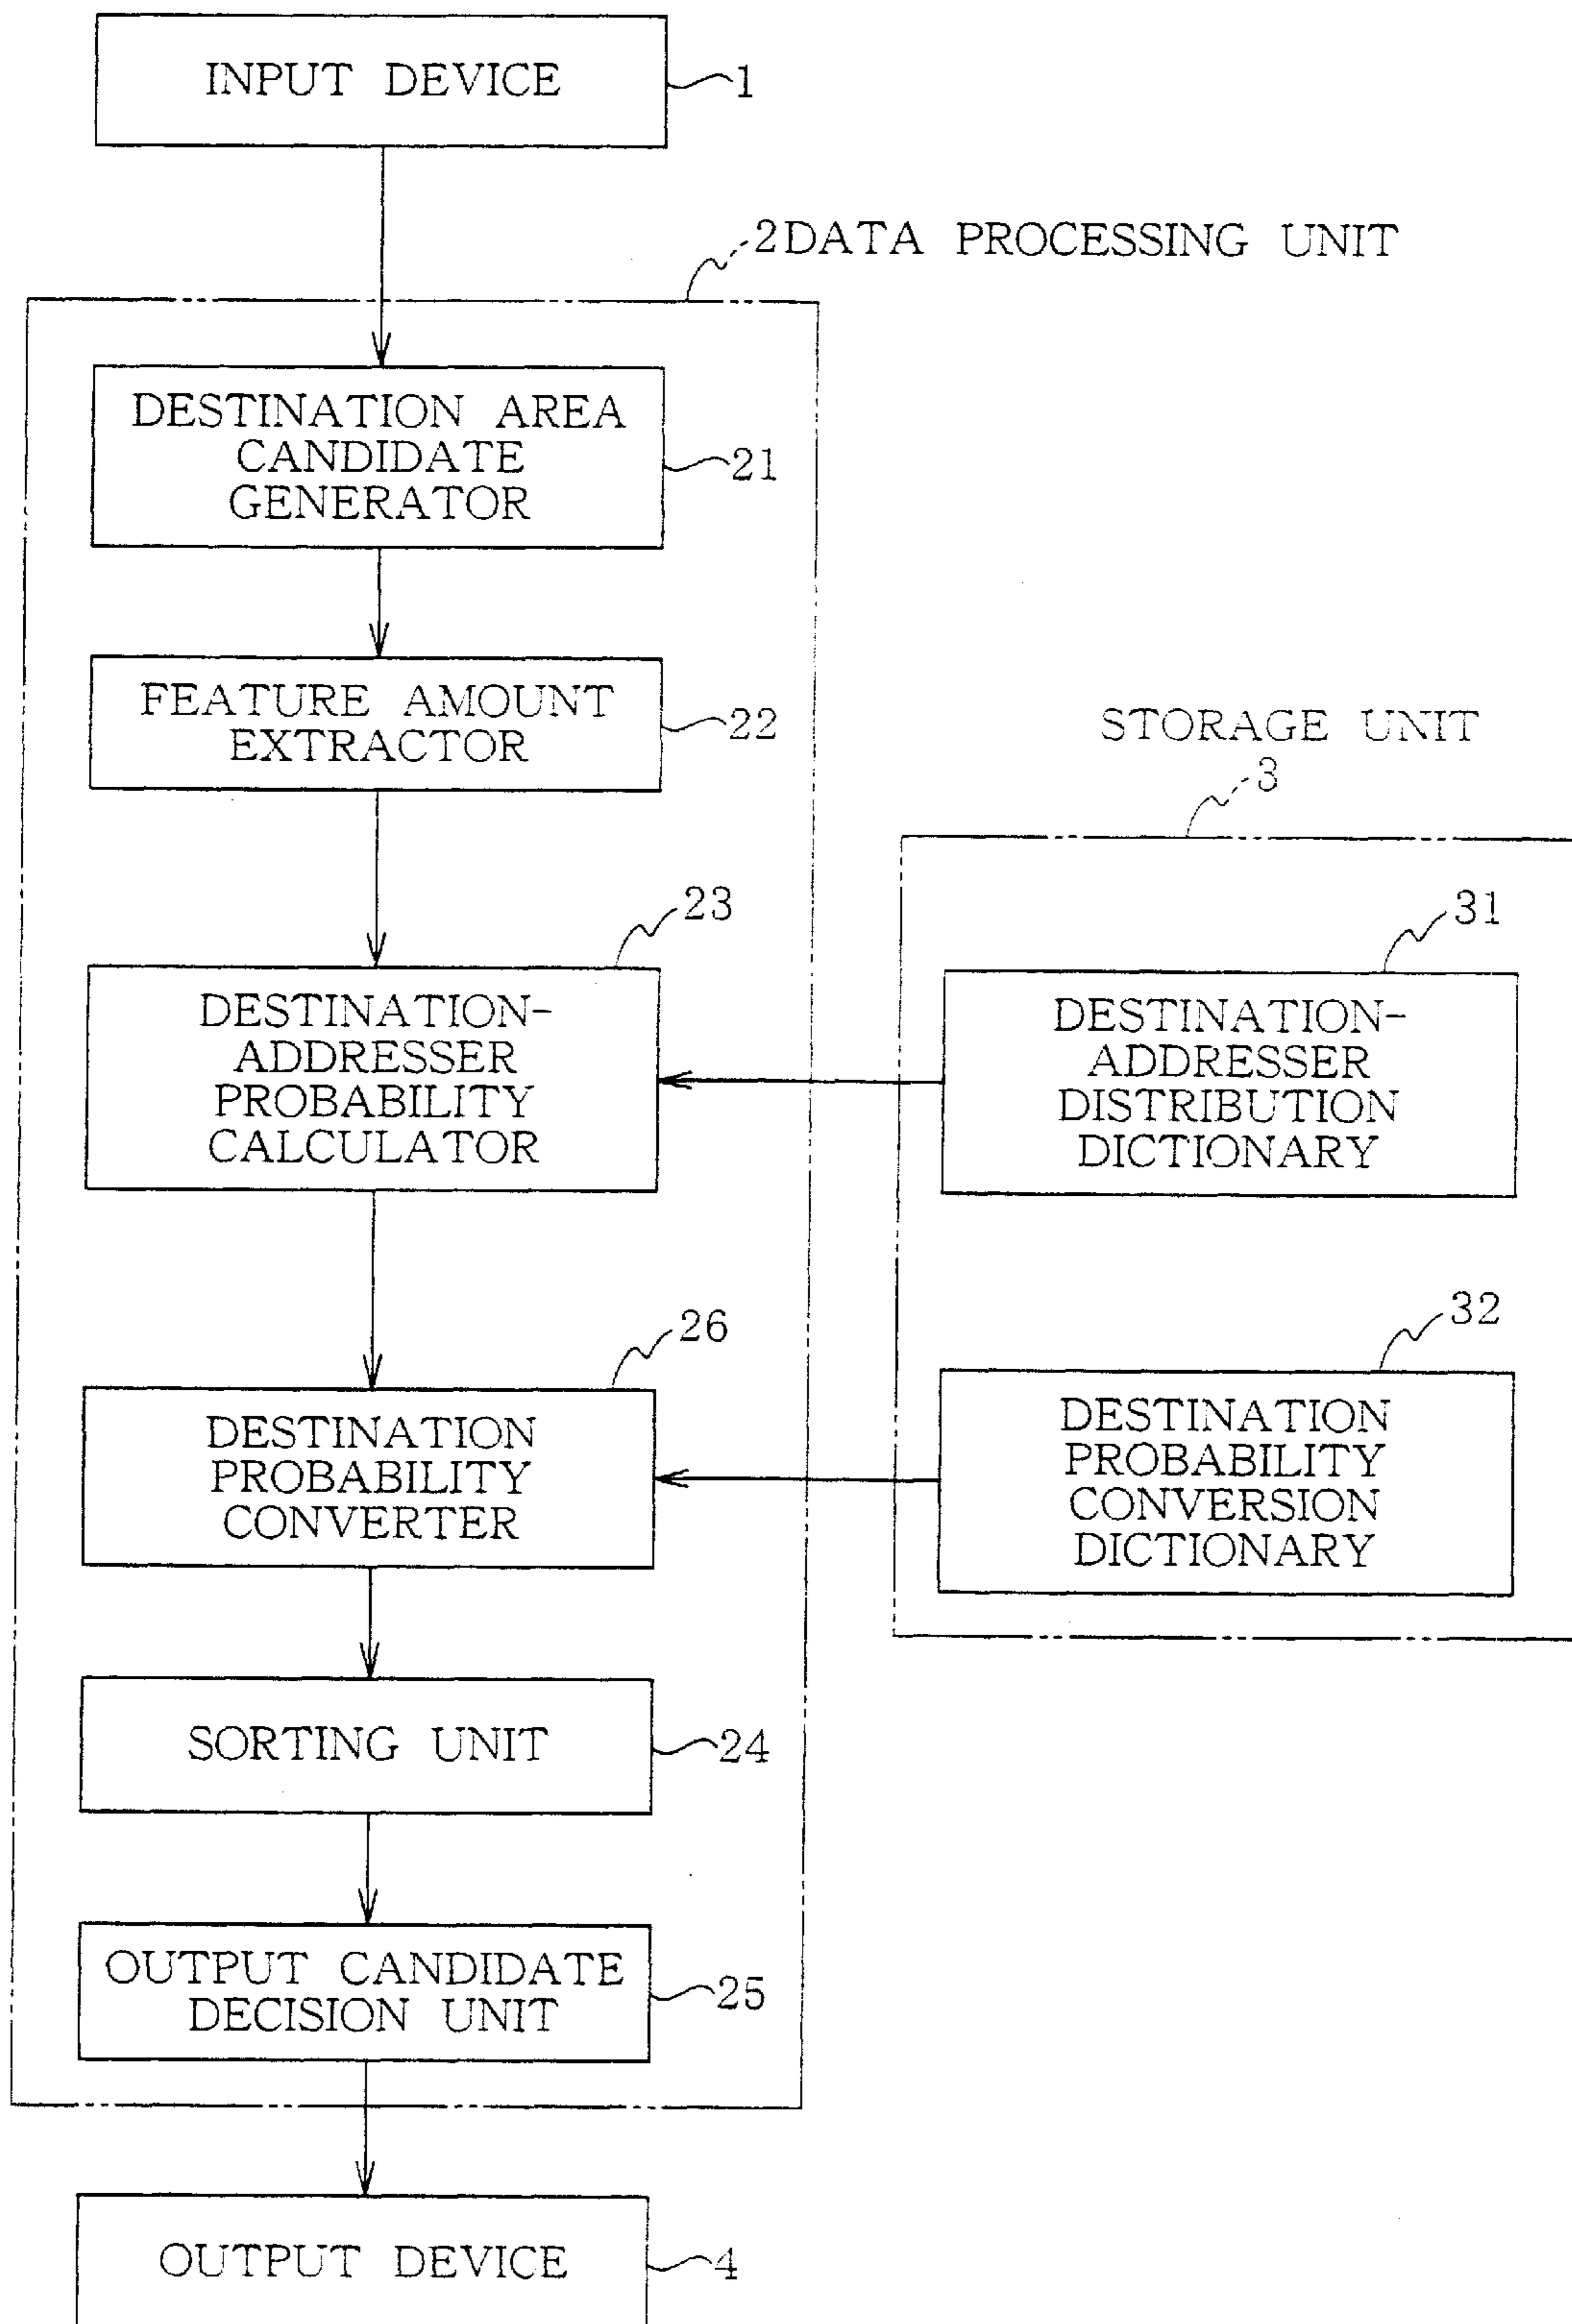 INPUT DEVICE
1
2 DATA PROCESSING UNIT
DESTINATION AREA
CANDIDATE
GENERATOR
21
FEATURE AMOUNT
EXTRACTOR
22
STORAGE UNIT
3
23
DESTINATION-
ADDRESSER
PROBABILITY
CALCULATOR
31
DESTINATION-
ADDRESSER
DISTRIBUTION
DICTIONARY
26
DESTINATION
PROBABILITY
CONVERTER
32
DESTINATION
PROBABILITY
CONVERSION
DICTIONARY
SORTING UNIT
24
OUTPUT CANDIDATE
DECISION UNIT
25
OUTPUT DEVICE
4